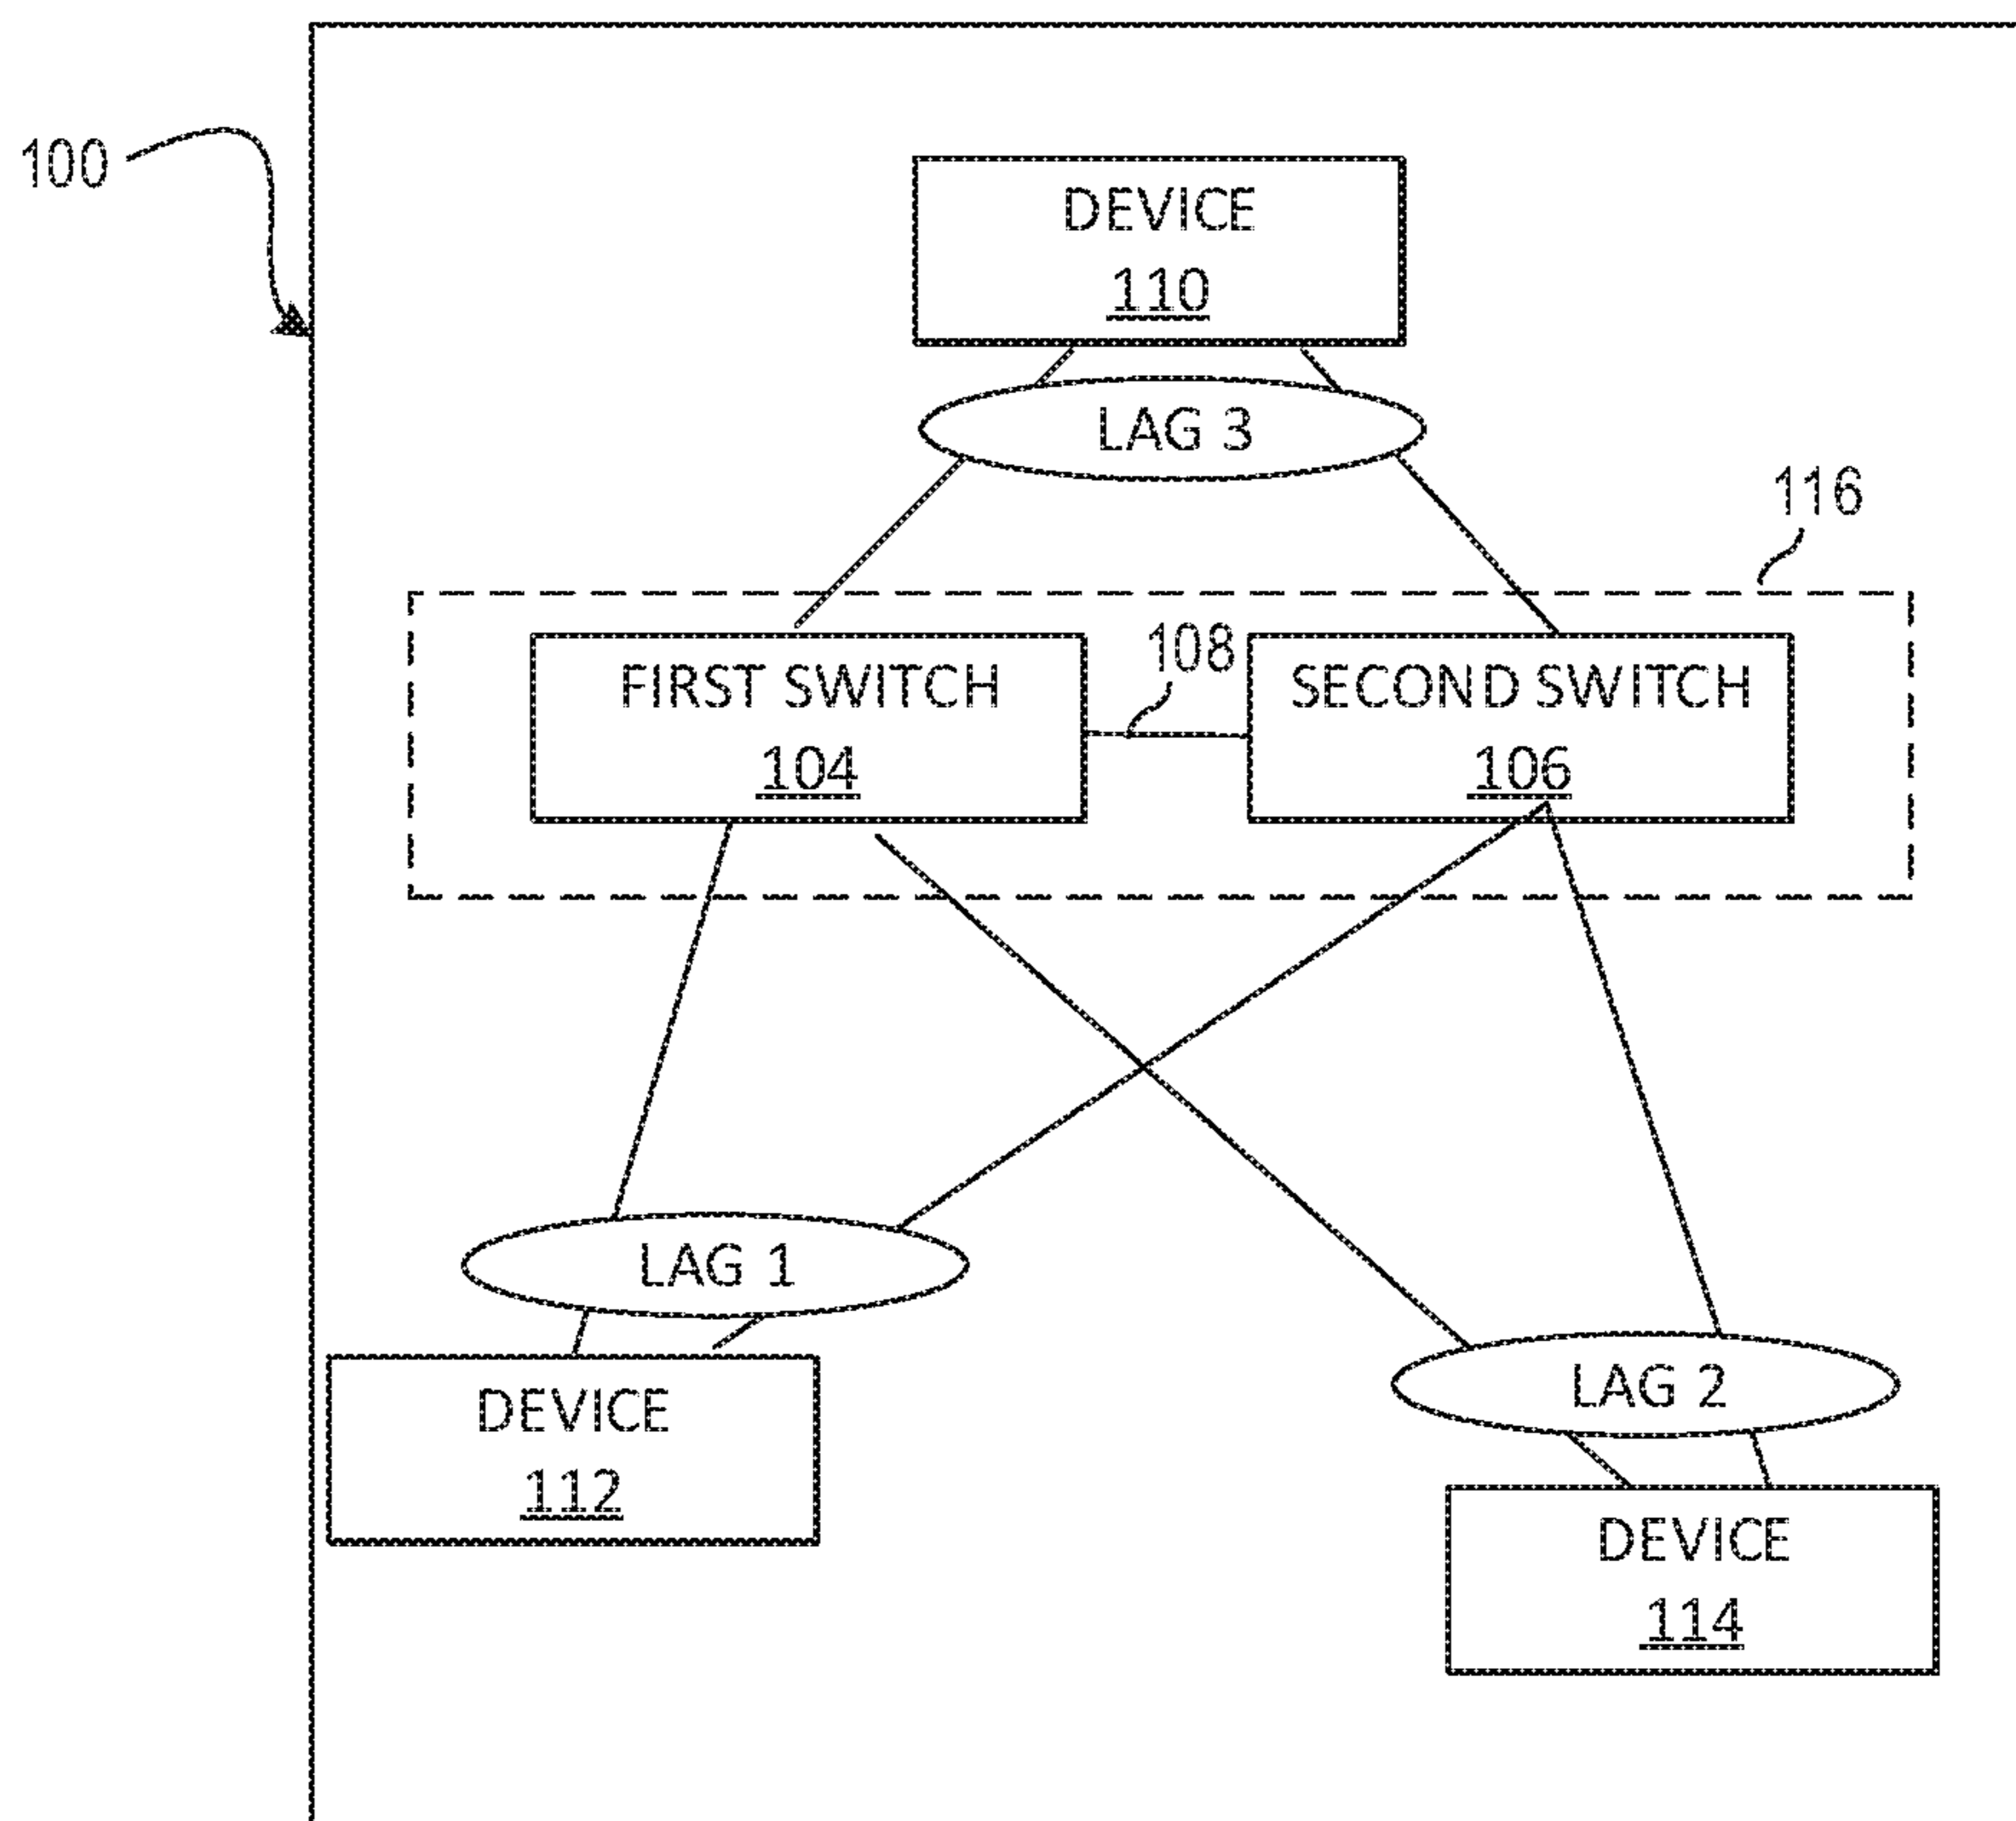 100
DEVICE
110
LAG 3
116
108
FIRST SWITCH
104
SECOND SWITCH
106
LAG 1
DEVICE
112
LAG 2
DEVICE
114